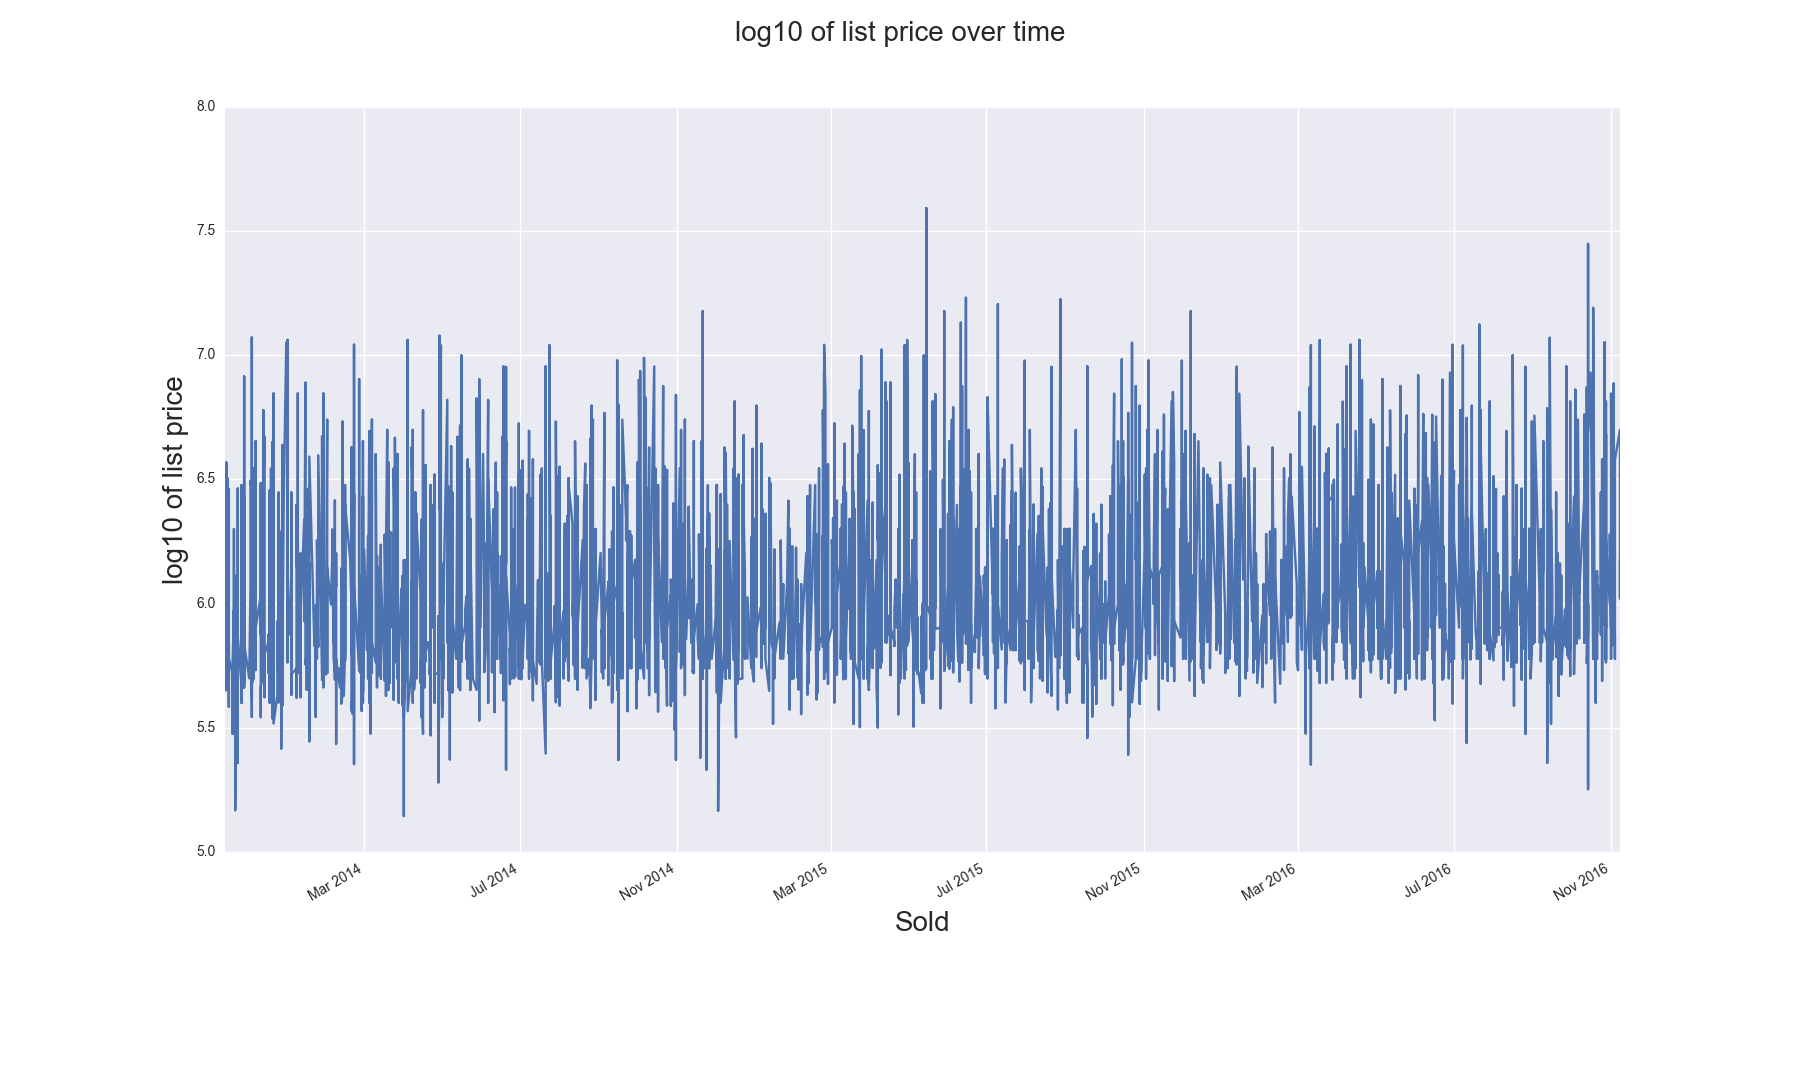 log10 of list price over time
8.0
7.5
7.0
6.5
6.0
5.5
5.0
log10 of list price
Mar 2014
Jul 2014
Nov 2014
Mar 2015
Jul 2015
Nov 2015
Mar 2016
Jul 2016
Nov 2016
Sold